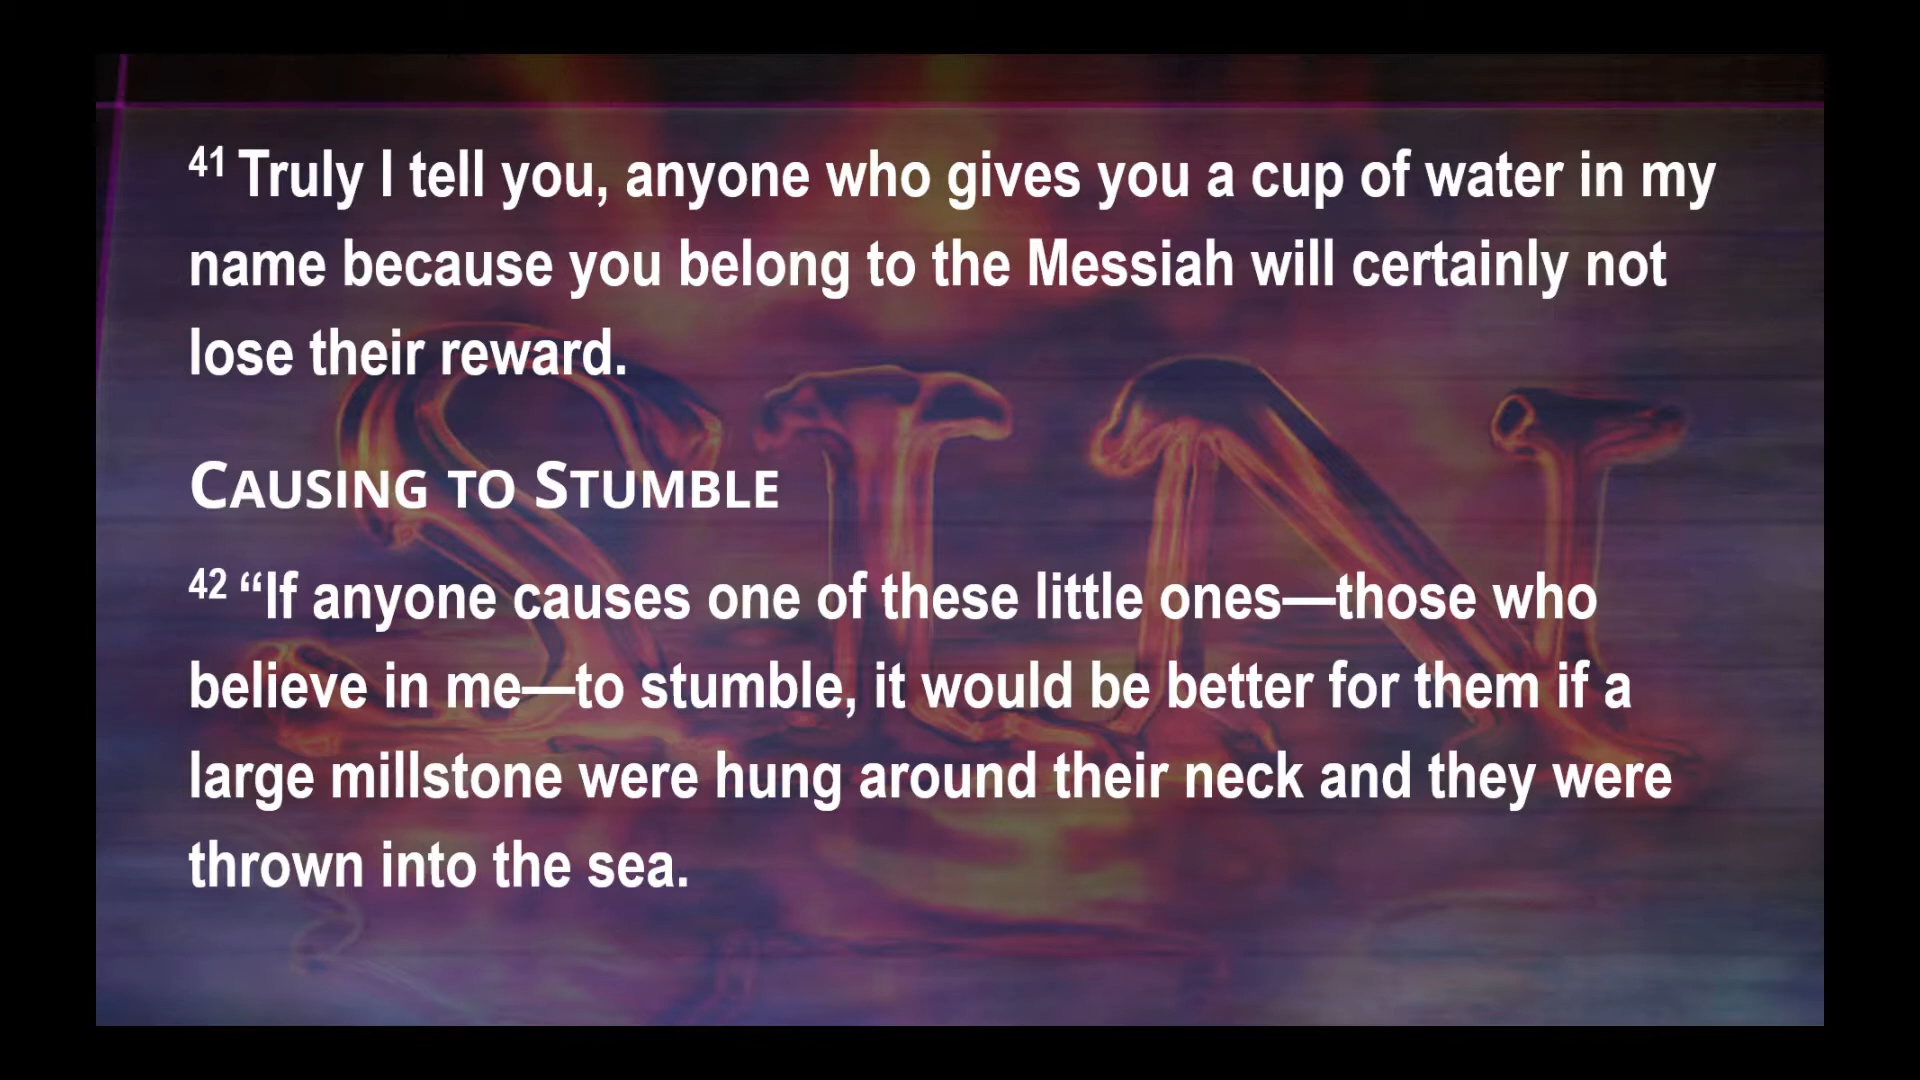 41 Truly I tell you, anyone who gives you a cup of water in my
name because you belong to the Messiah will certainly not
lose their reward.
CAUSING TO STUMBLE
42 “If anyone causes one of these little ones—those who
believe in me—to stumble, it would be better for them if a
large millstone were hung around their neck and they were
thrown into the sea.
SIN